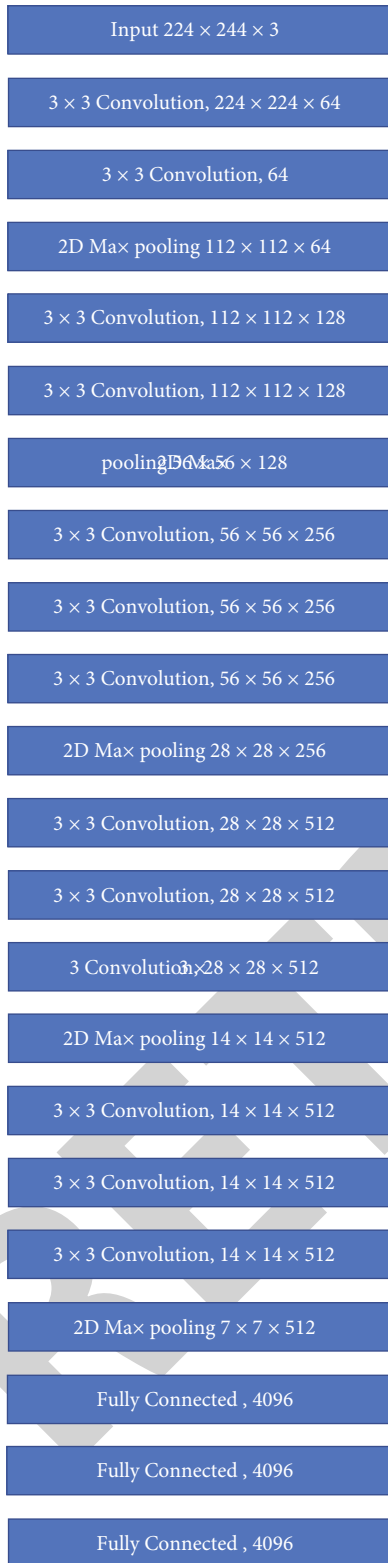 Input 224 × 244 × 3
3 × 3 Convolution, 224 × 224 × 64
3 × 3 Convolution, 64
2D Max pooling 112 × 112 × 64
3 × 3 Convolution, 112 × 112 × 128
3 × 3 Convolution, 112 × 112 × 128
2D Max pooling 56 × 56 × 128
3 × 3 Convolution, 56 × 56 × 256
3 × 3 Convolution, 56 × 56 × 256
3 × 3 Convolution, 56 × 56 × 256
2D Max pooling 28 × 28 × 256
3 × 3 Convolution, 28 × 28 × 512
3 × 3 Convolution, 28 × 28 × 512
3 × 3 Convolution, 28 × 28 × 512
2D Max pooling 14 × 14 × 512
3 × 3 Convolution, 14 × 14 × 512
3 × 3 Convolution, 14 × 14 × 512
3 × 3 Convolution, 14 × 14 × 512
2D Max pooling 7 × 7 × 512
Fully Connected , 4096
Fully Connected , 4096
Fully Connected , 4096